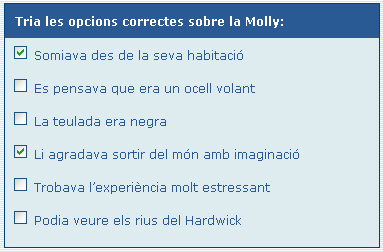 Tria les opcions correctes sobre la Molly:
Somiava des de la seva habitació
Es pensava que era un ocell volant
La teulada era negra
Li agradava sortir del món amb imaginació
Trobava l'experiència molt estressant
Podia veure els rius del Hardwick